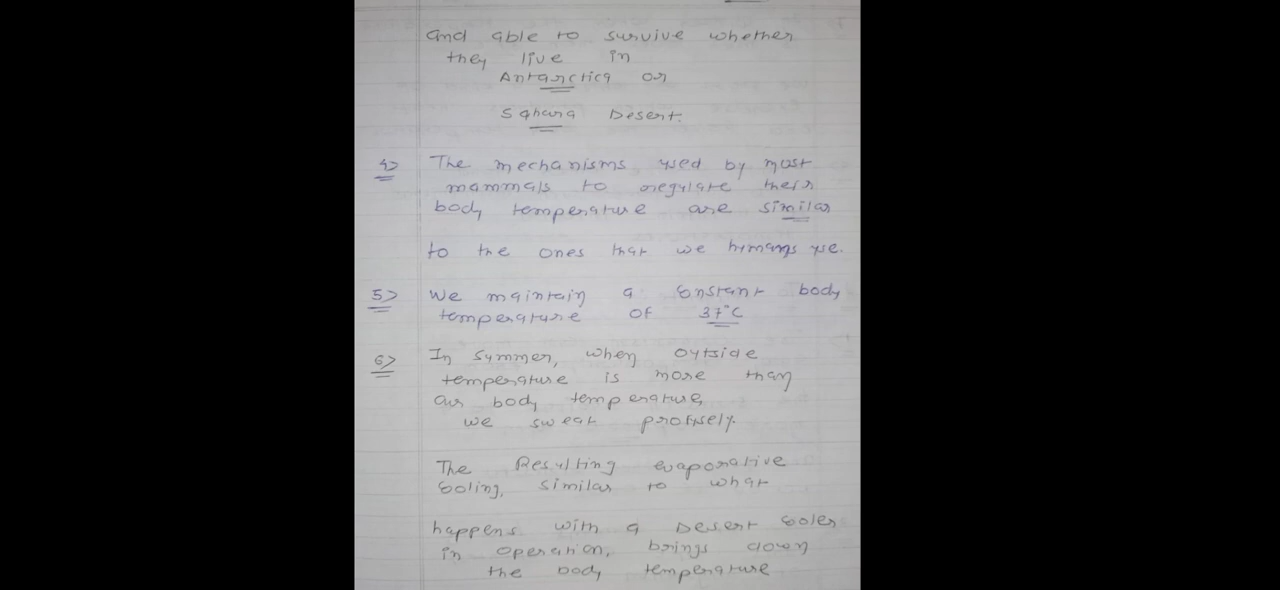 and able to survive whether
they live in
Antarctica or
Sahara Desert.
4> The mechanisms used by most
mammals to regulate their
body temperature are similar
to the ones that we humans use.
5> We maintain a constant body
temperature of 37°C
6> In summer, when outside
temperature is more than
our body temperature,
we sweat profusely.
The Resulting evaporative
cooling, similar to what
happens with a Desert cooler
in operation, brings down
the body temperature